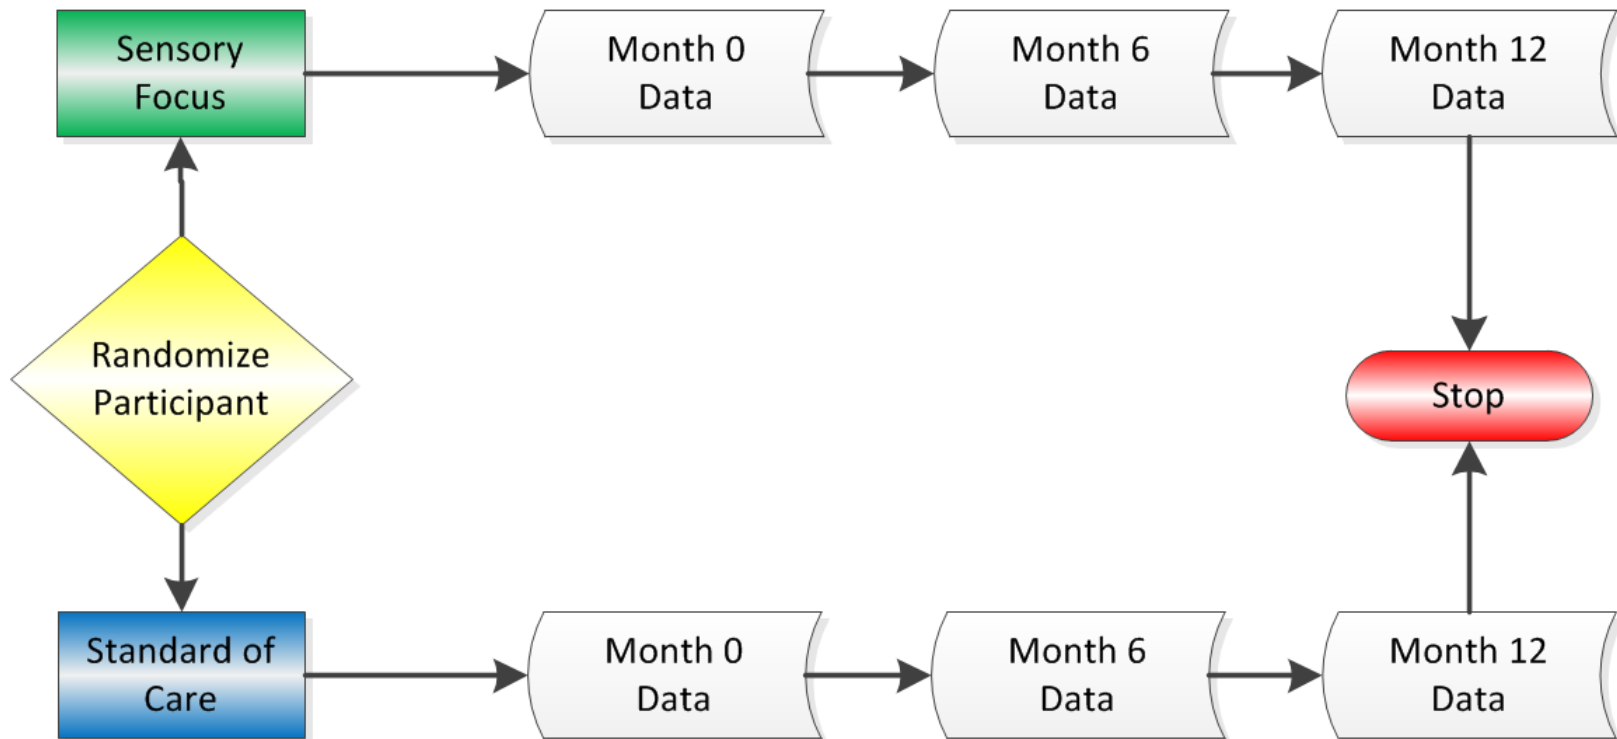 Sensory
Focus
Month 0
Data
Month 6
Data
Month 12
Data
Randomize
Participant
Stop
Standard of
Care
Month 0
Data
Month 6
Data
Month 12
Data